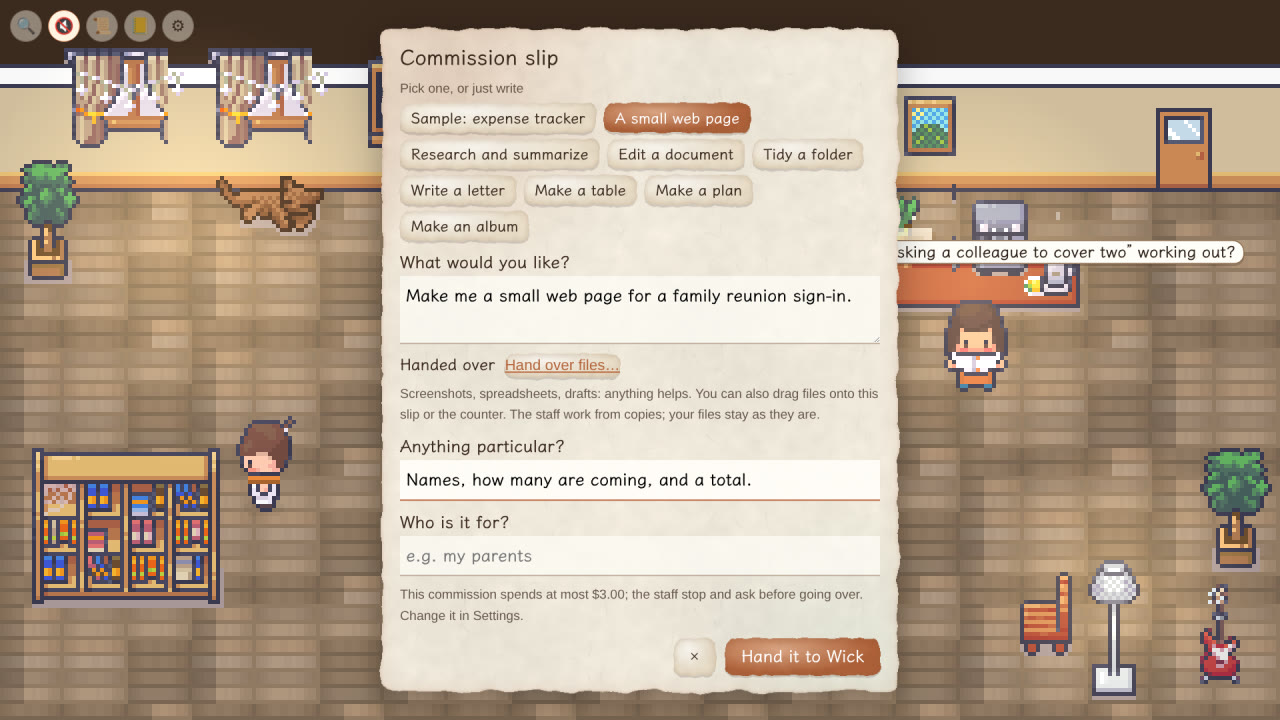 Commission slip
Pick one, or just write
Sample: expense tracker
A small web page
Research and summarize
Edit a document
Tidy a folder
Write a letter
Make a table
Make a plan
Make an album
What would you like?
Make me a small web page for a family reunion sign-in.
Handed over Hand over files…
Screenshots, spreadsheets, drafts: anything helps. You can also drag files onto this
slip or the counter. The staff work from copies; your files stay as they are.
Anything particular?
Names, how many are coming, and a total.
Who is it for?
e.g. my parents
This commission spends at most $3.00; the staff stop and ask before going over.
Change it in Settings.
× Hand it to Wick
a colleague to cover two” working out?